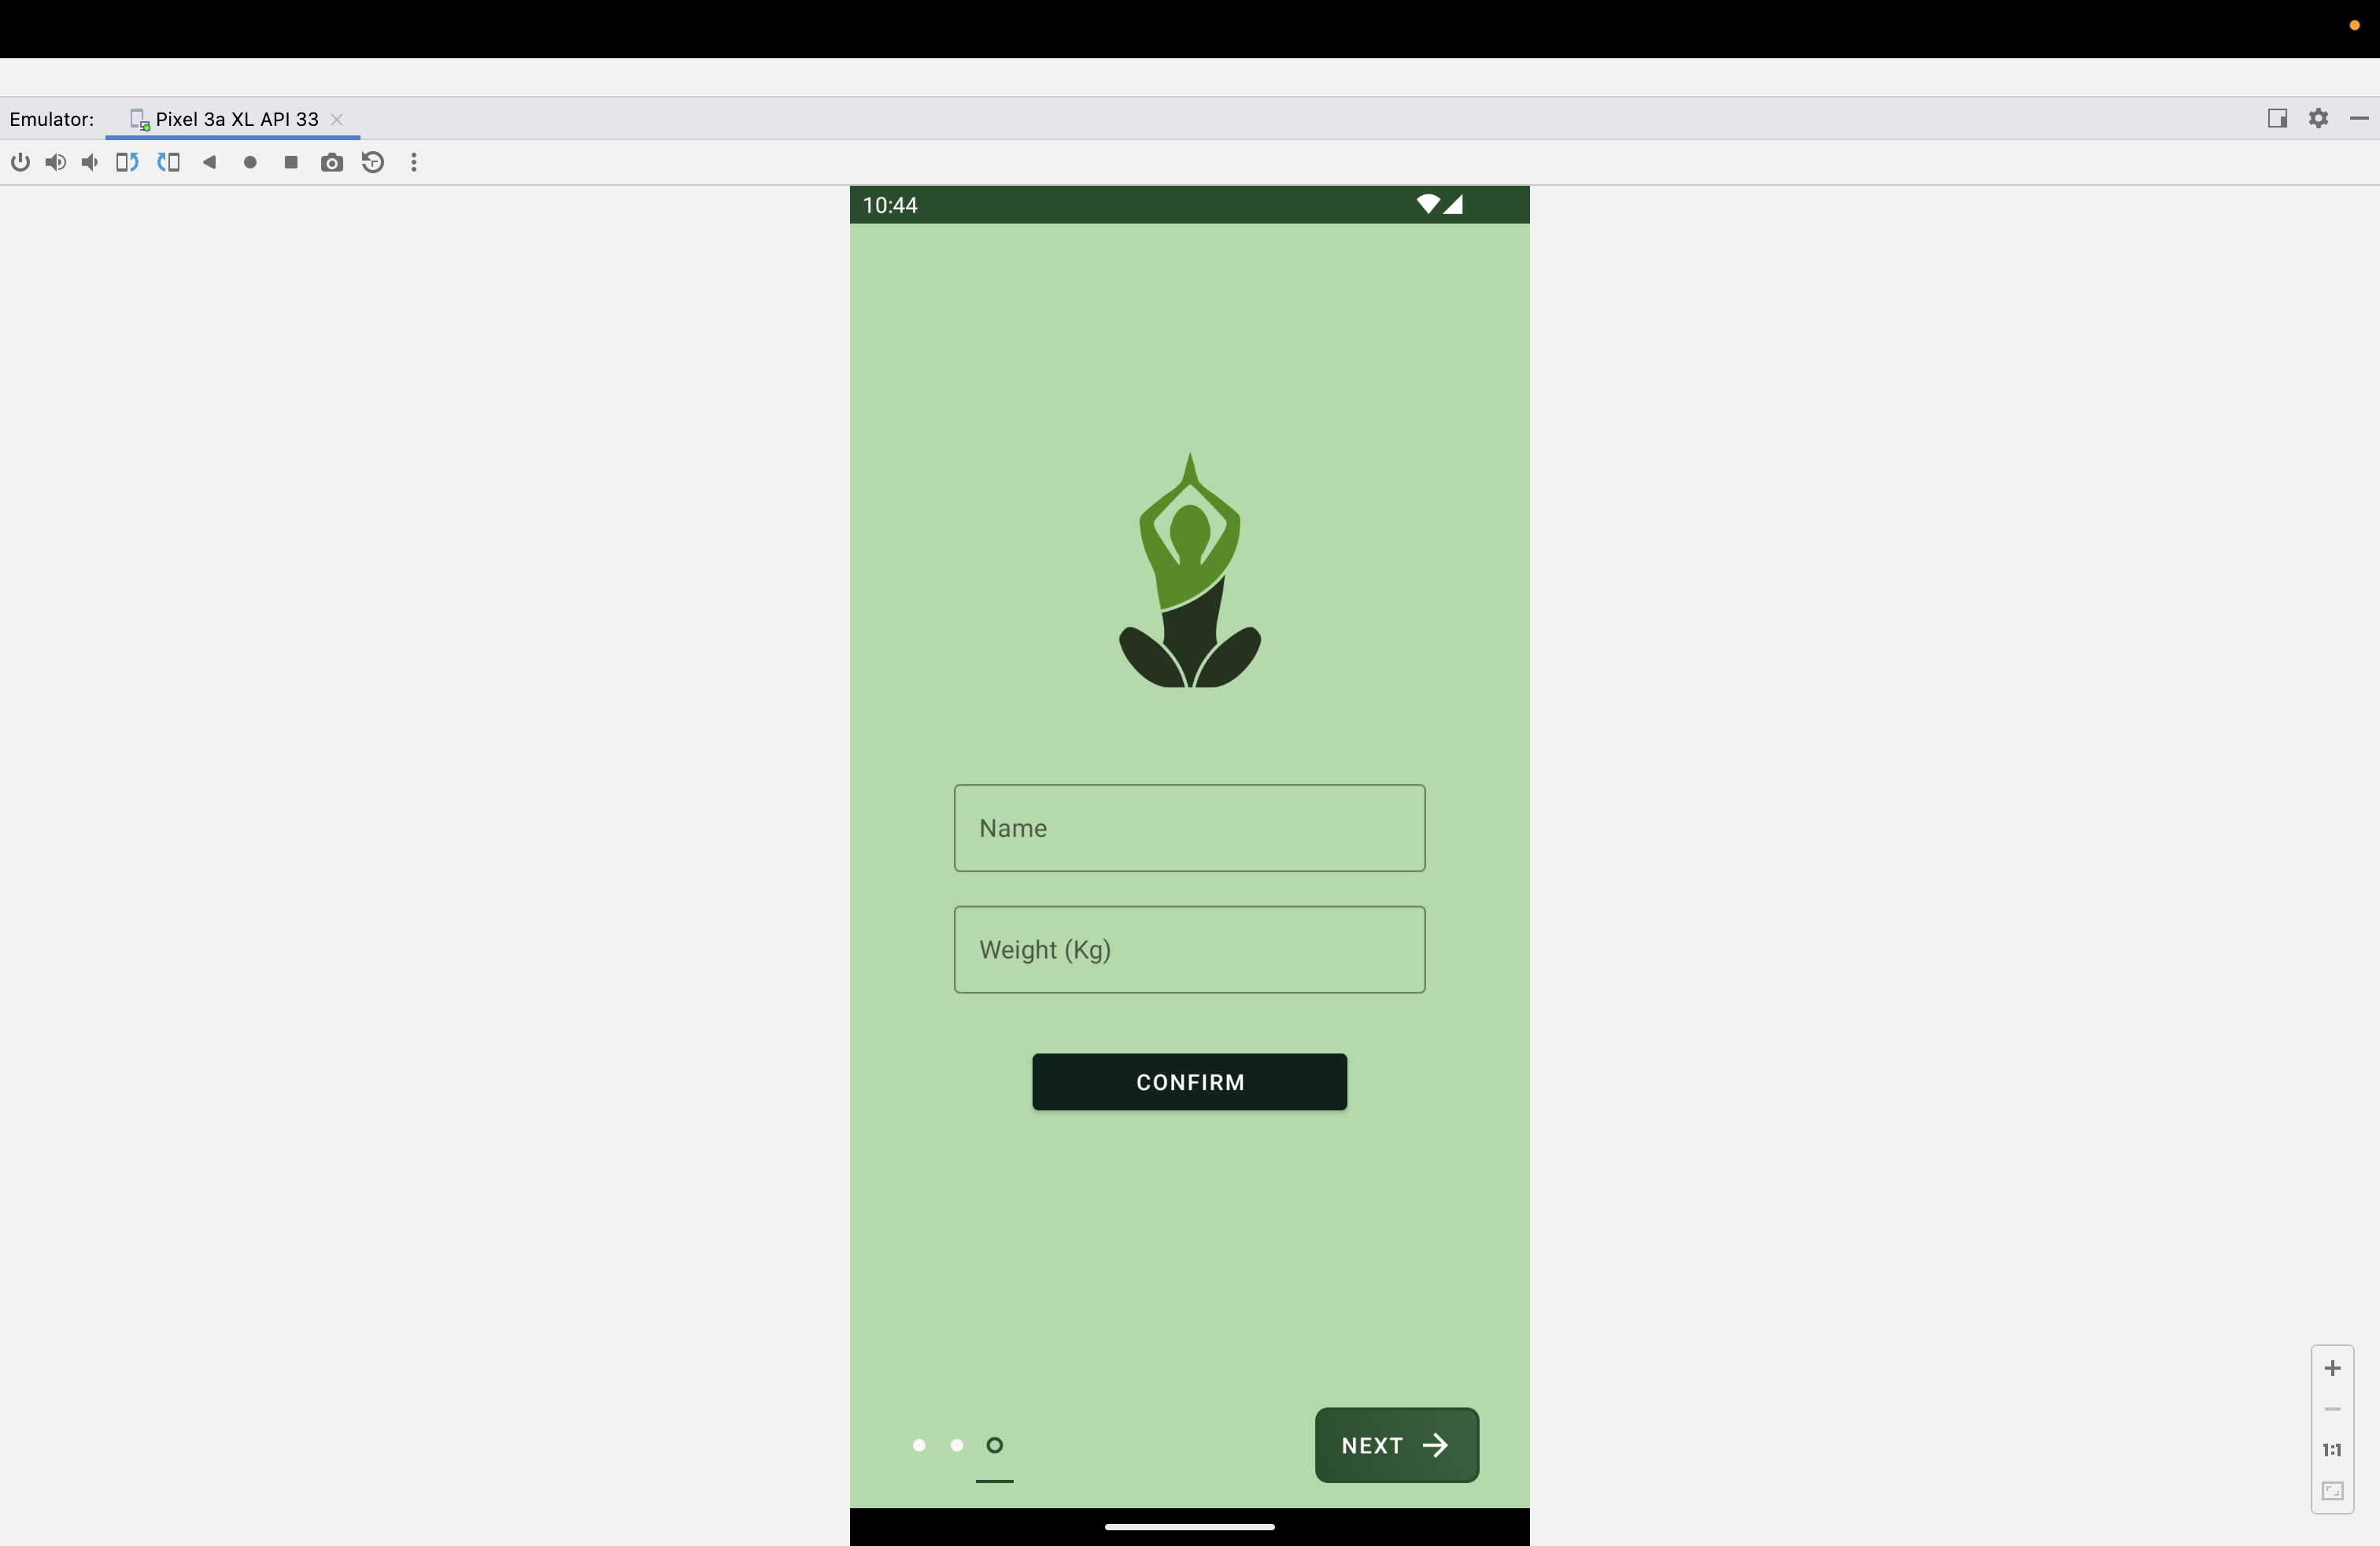 Emulator: Pixel 3a XL API 33
10:44
Name
Weight (Kg)
CONFIRM
NEXT
1:1